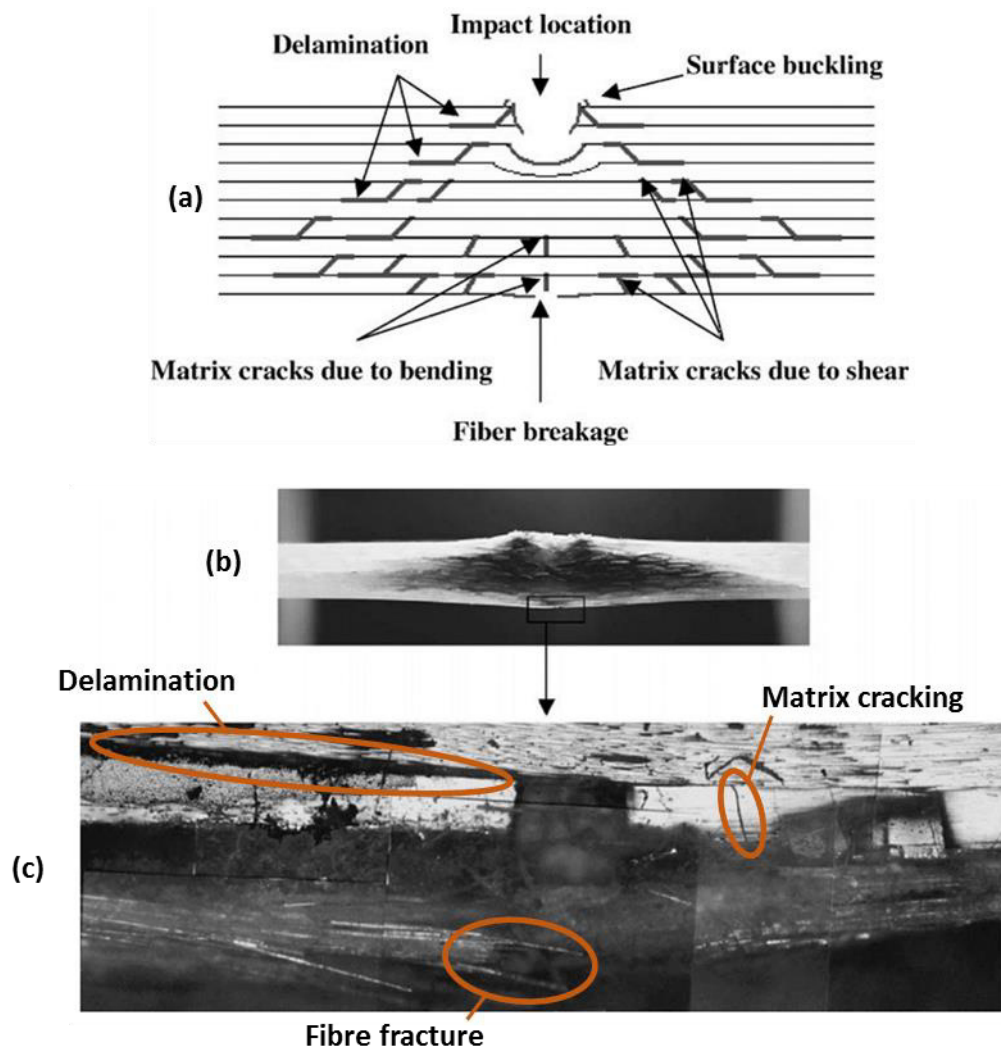 Impact location
Delamination
Surface buckling
(a)
Matrix cracks due to bending
Matrix cracks due to shear
Fiber breakage
(b)
Delamination
Matrix cracking
(c)
Fibre fracture